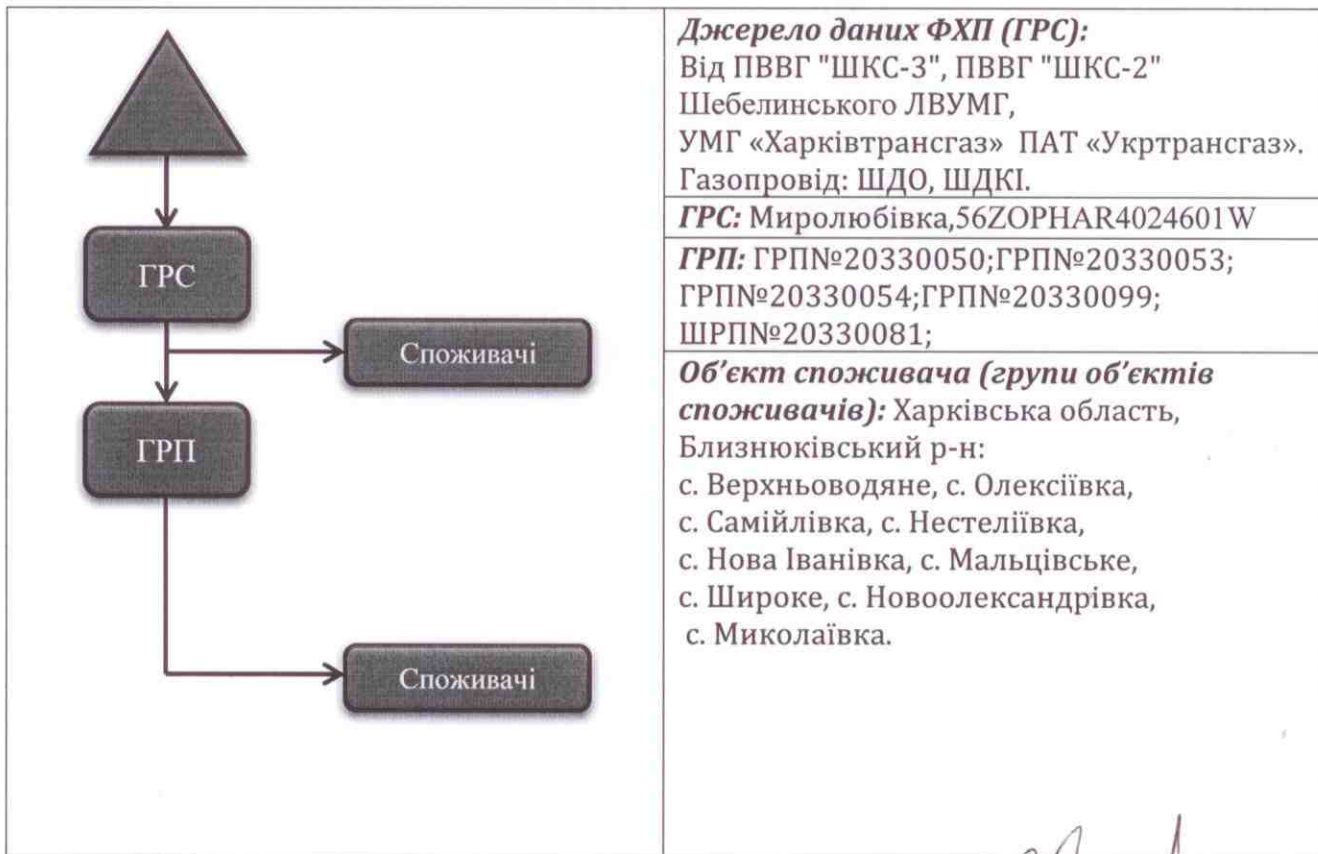 ГРС
Споживачі
ГРП
Споживачі
Джерело даних ФХП (ГРС):
Від ПВВГ "ШКС-3", ПВВГ "ШКС-2"
Шебелинського ЛВУМГ,
УМГ «Харківтрансгаз» ПАТ «Укртрансгаз».
Газопровід: ШДО, ШДКІ.
ГРС: Миролюбівка,56ZOPHAR4024601W
ГРП: ГРП№20330050;ГРП№20330053;
ГРП№20330054;ГРП№20330099;
ШРП№20330081;
Об’єкт споживача (групи об’єктів
споживачів): Харківська область,
Близнюківський р-н:
с. Верхньоводяне, с. Олексіївка,
с. Самійлівка, с. Нестеліївка,
с. Нова Іванівка, с. Мальцівське,
с. Широке, с. Новоолександрівка,
с. Миколаївка.